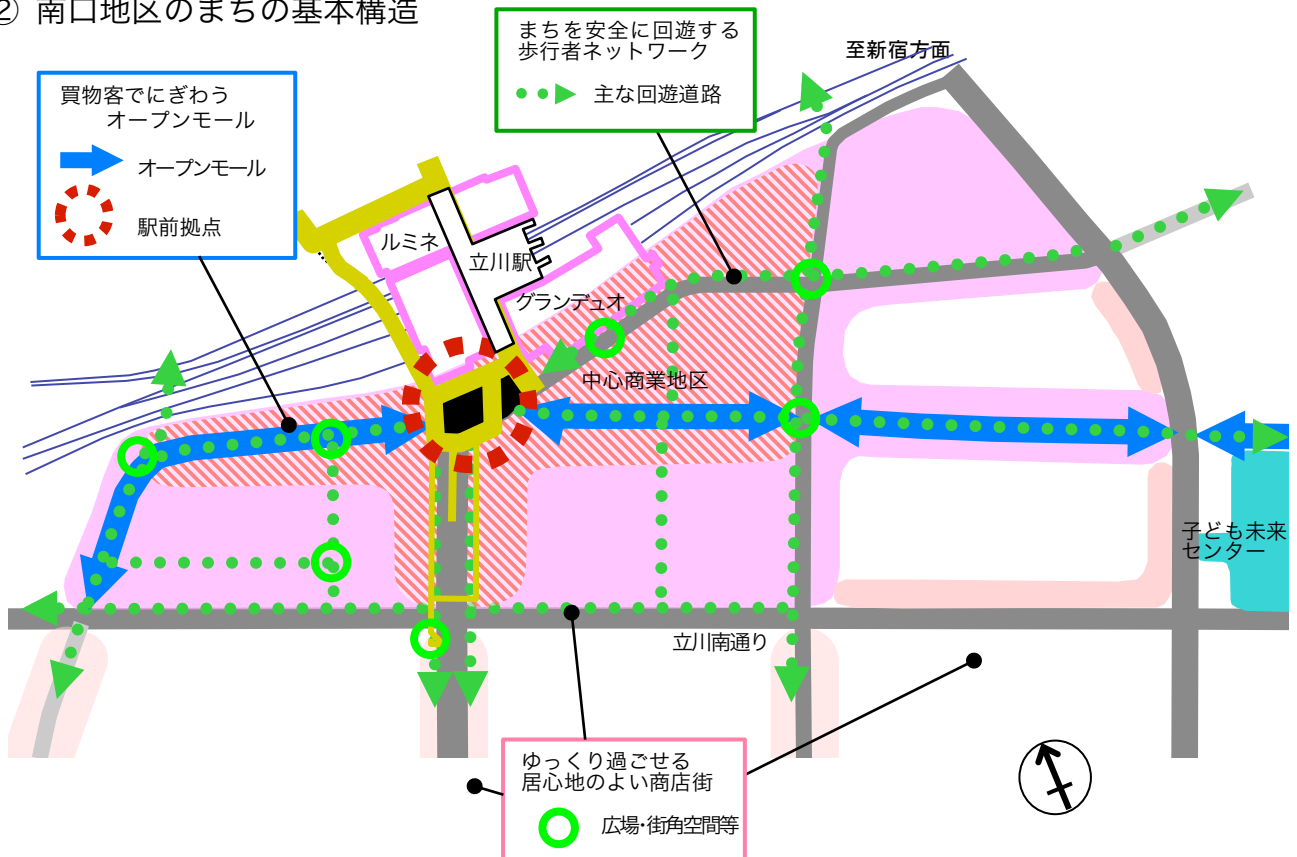 ② 南口地区のまちの基本構造
まちを安全に回遊する
歩行者ネットワーク
主な回遊道路
至新宿方面
買物客でにぎわう
オープンモール
オープンモール
駅前拠点
ルミネ
立川駅
グランデュオ
中心商業地区
子ども未来
センター
立川南通り
ゆっくり過ごせる
居心地のよい商店街
広場・街角空間等